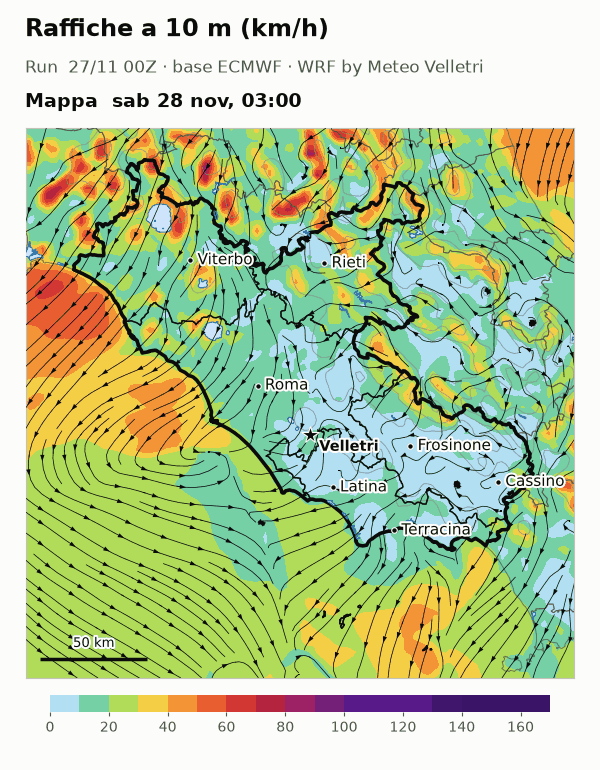 Raffiche a 10 m (km/h)
Run  27/11 00Z · base ECMWF · WRF by Meteo Velletri
Mappa  sab 28 nov, 03:00
Viterbo
Rieti
Roma
Velletri
Frosinone
Latina
Cassino
Terracina
50 km
0 20 40 60 80 100 120 140 160